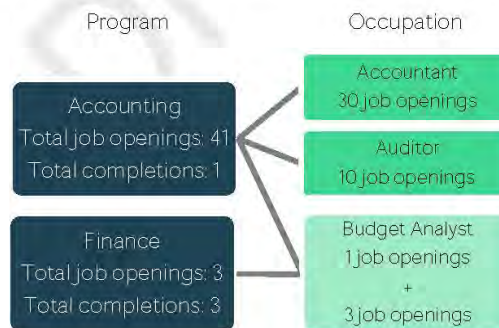 Program
Occupation
Accounting
Total job openings: 41
Total completions: 1
Finance
Total job openings: 3
Total completions: 3
Accountant
30 job openings
Auditor
10 job openings
Budget Analyst
1 job openings
+
3 job openings